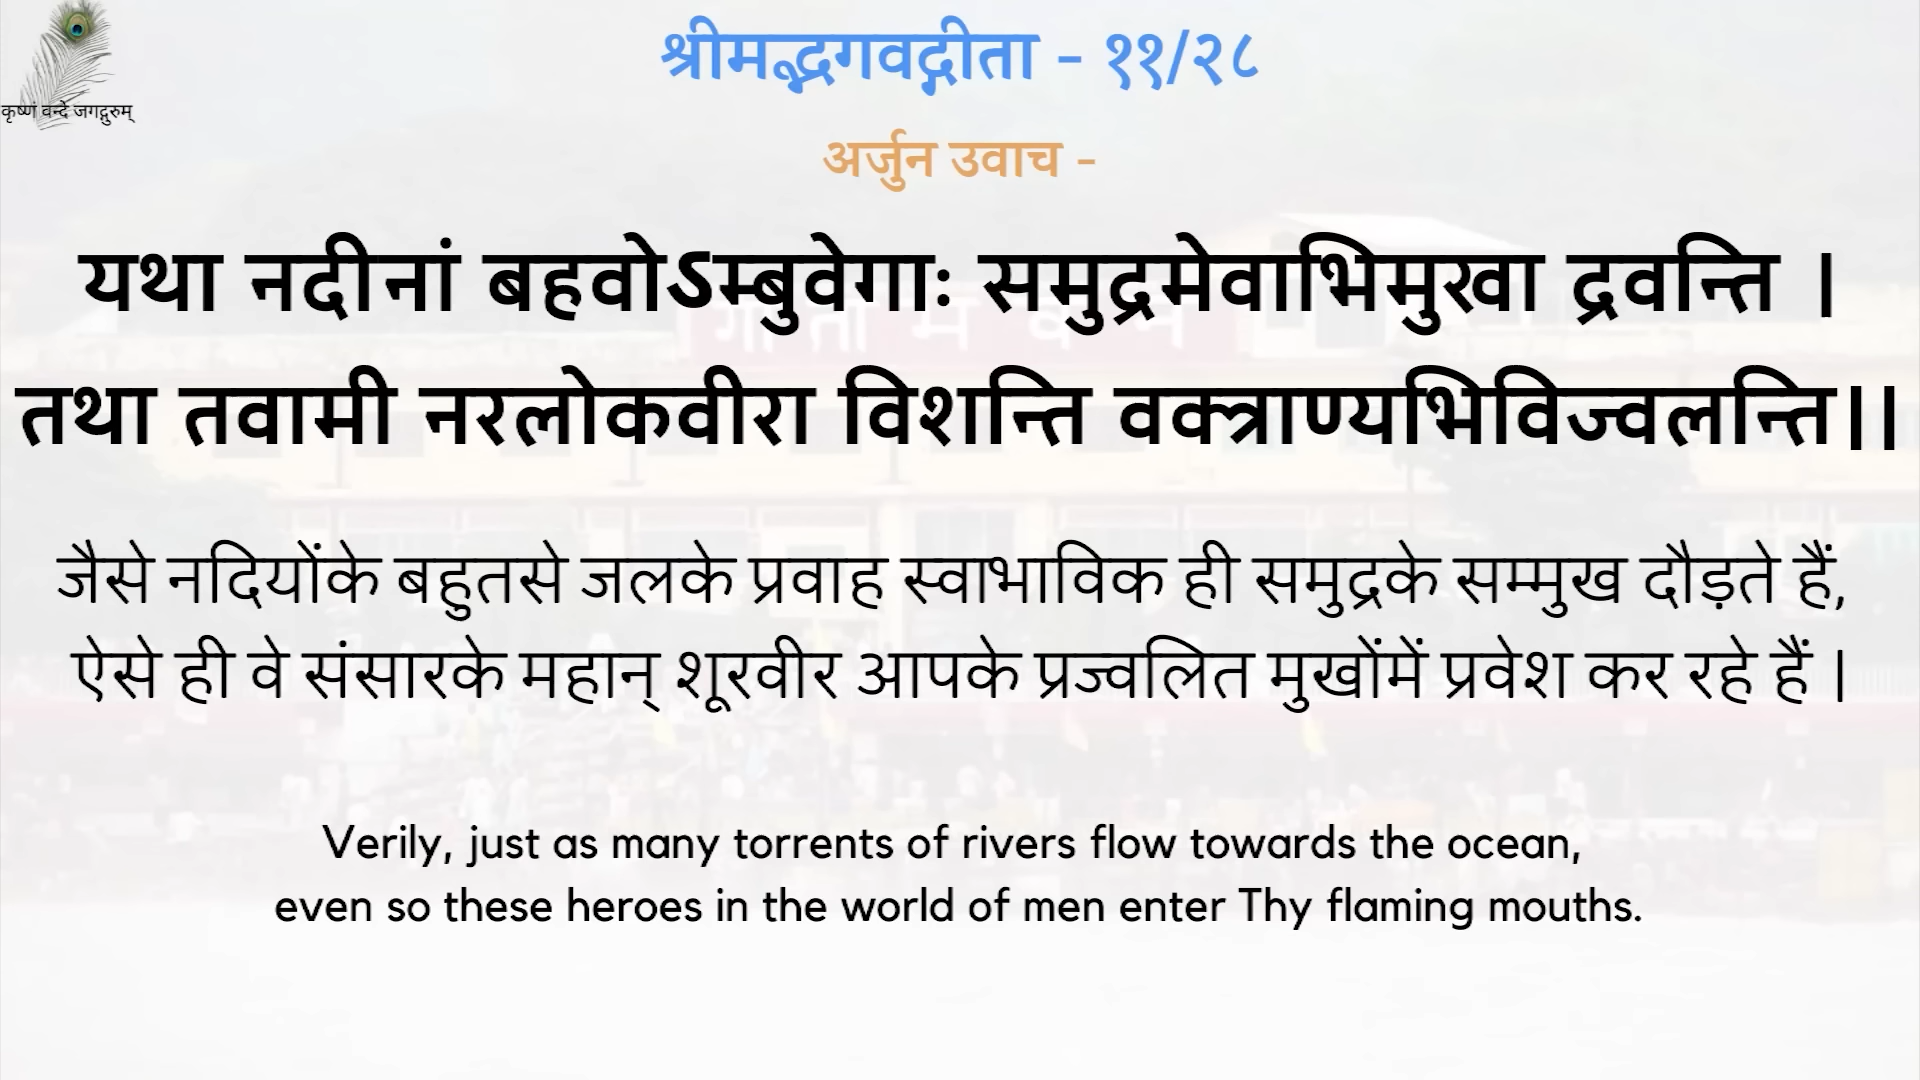 श्रीमद्भगवद्गीता - ११/२८
कृष्णं वन्दे जगद्गुरुम्
अर्जुन उवाच -
यथा नदीनां बहवोऽम्बुवेगाः समुद्रमेवाभिमुखा द्रवन्ति ।
तथा तवामी नरलोकवीरा विशन्ति वक्त्राण्यभिविज्वलन्ति।।
जैसे नदियोंके बहुतसे जलके प्रवाह स्वाभाविक ही समुद्रके सम्मुख दौड़ते हैं,
ऐसे ही वे संसारके महान् शूरवीर आपके प्रज्वलित मुखोंमें प्रवेश कर रहे हैं |
Verily, just as many torrents of rivers flow towards the ocean,
even so these heroes in the world of men enter Thy flaming mouths.